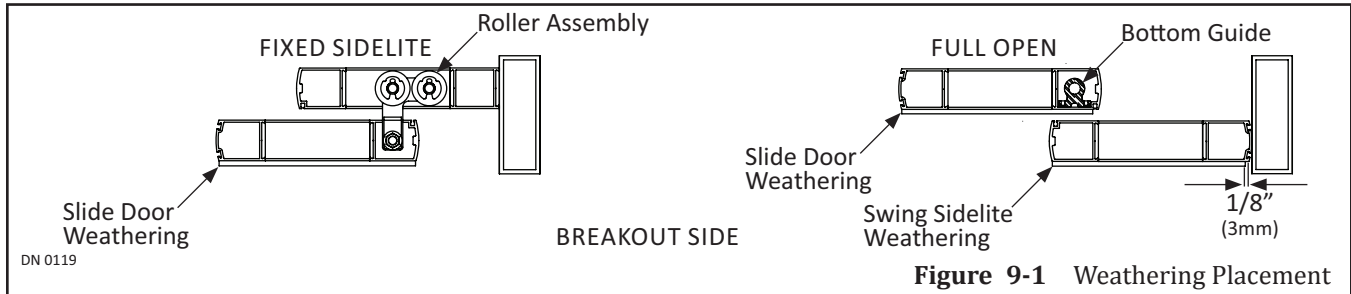 Roller Assembly
FIXED SIDELITE
Slide Door
Weathering
BREAKOUT SIDE
DN 0119
Bottom Guide
FULL OPEN
Slide Door
Weathering
Swing Sidelite
Weathering
1/8”
(3mm)
Figure 9-1 Weathering Placement